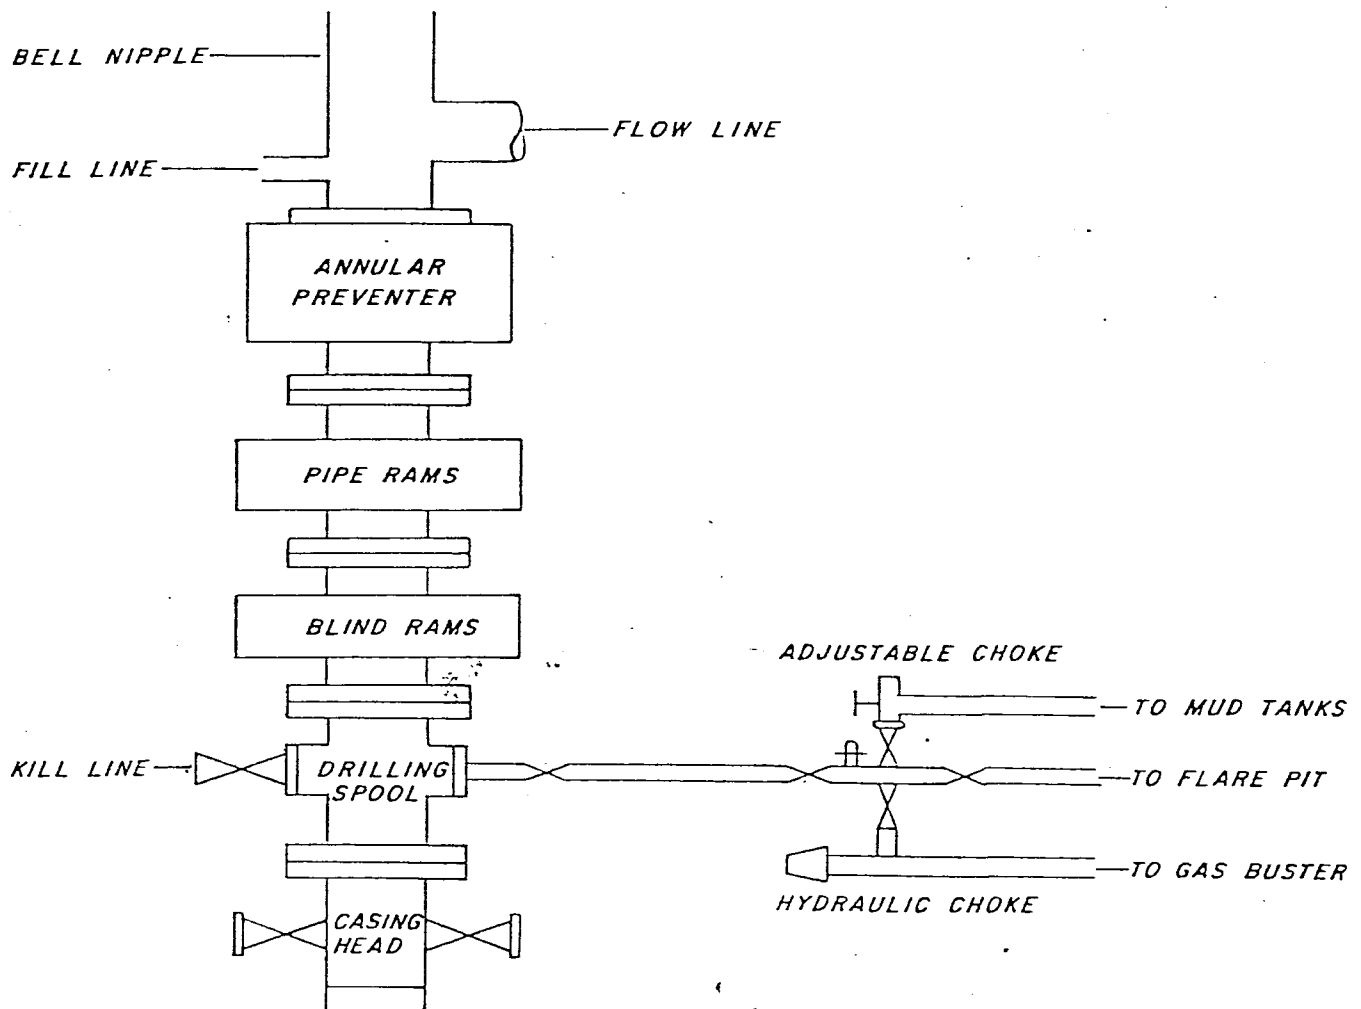 BELL NIPPLE
FLOW LINE
FILL LINE
ANNULAR
PREVENTER
PIPE RAMS
BLIND RAMS
ADJUSTABLE CHOKE
TO MUD TANKS
KILL LINE
DRILLING
SPOOL
TO FLARE PIT
TO GAS BUSTER
HYDRAULIC CHOKE
CASING
HEAD